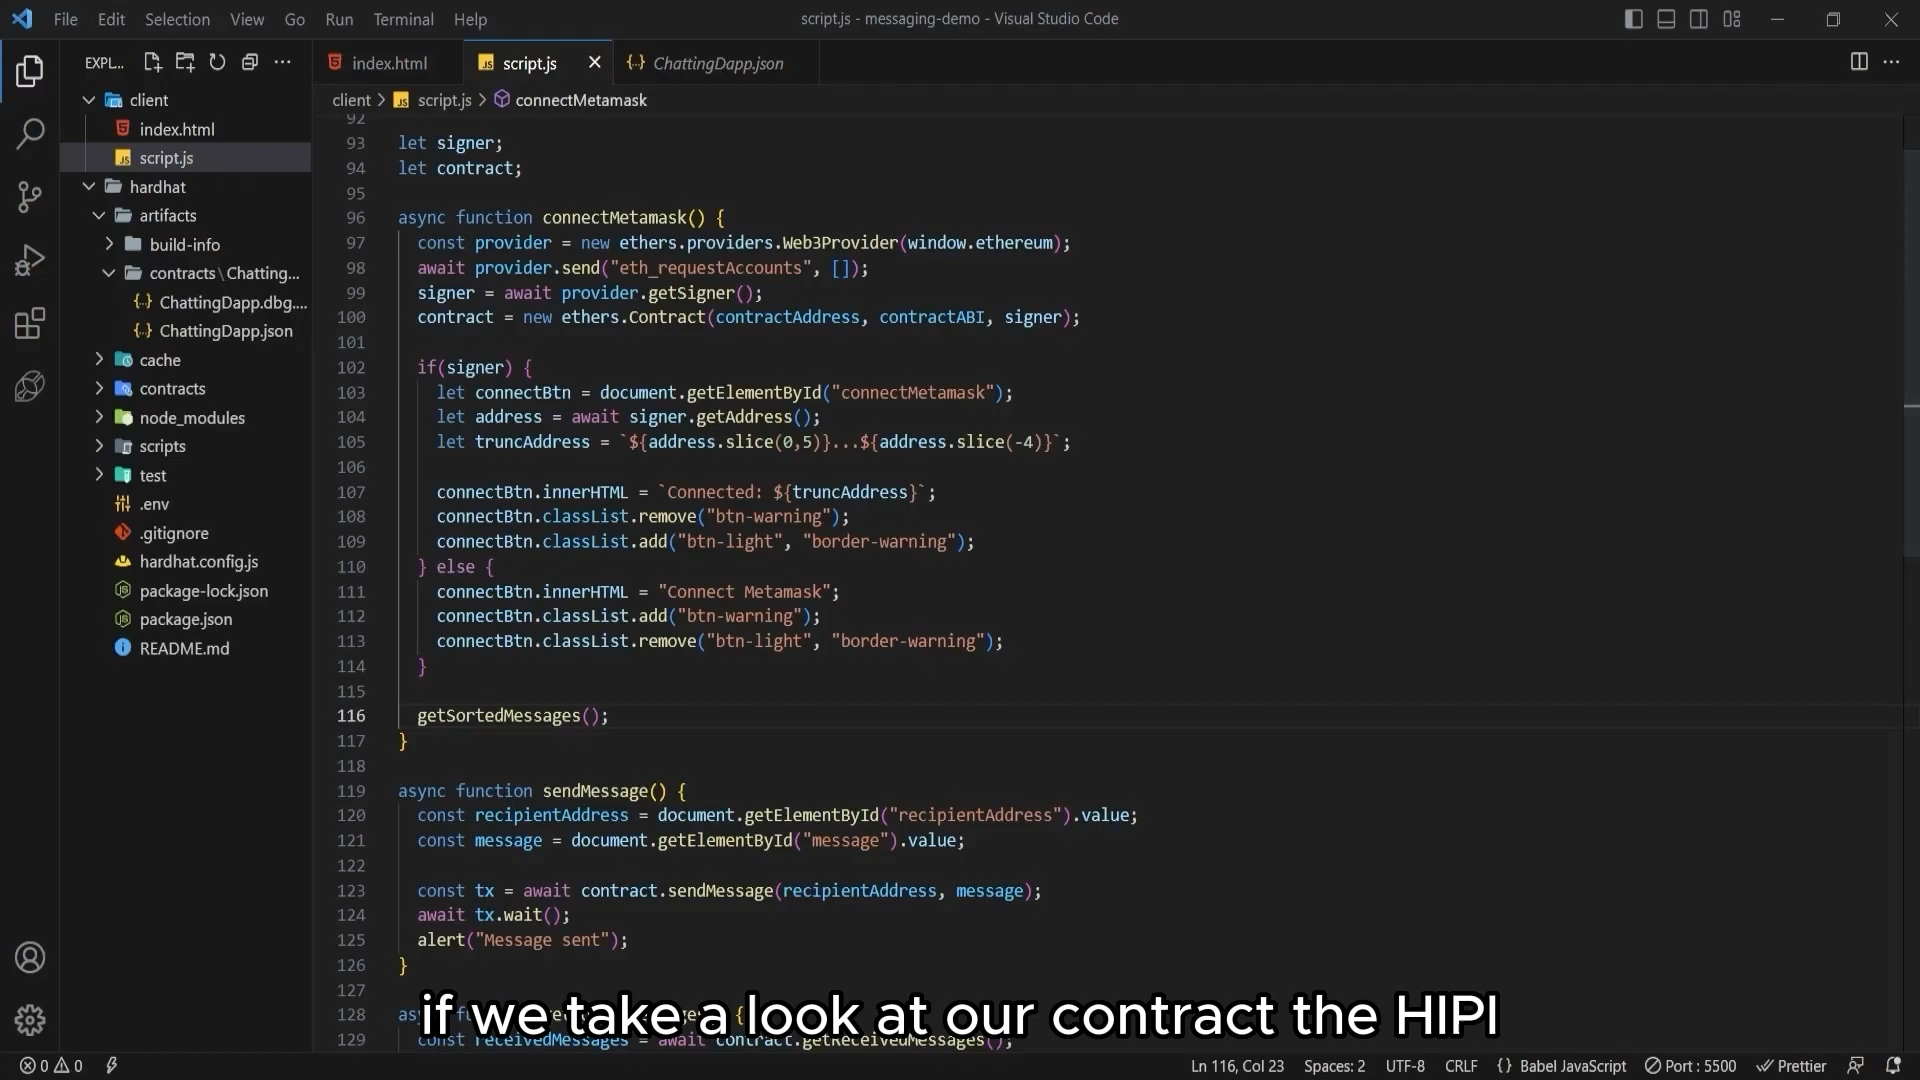 File Edit Selection View Go Run Terminal Help
script.js - messaging-demo - Visual Studio Code
EXPL...
index.html
script.js
ChattingDapp.json
client > script.js > connectMetamask
client
index.html
script.js
hardhat
artifacts
build-info
contracts\Chatting...
ChattingDapp.dbg....
ChattingDapp.json
cache
contracts
node_modules
scripts
test
.env
.gitignore
hardhat.config.js
package-lock.json
package.json
README.md
92
93 let signer;
94 let contract;
95
96 async function connectMetamask() {
97 const provider = new ethers.providers.Web3Provider(window.ethereum);
98 await provider.send("eth_requestAccounts", []);
99 signer = await provider.getSigner();
100 contract = new ethers.Contract(contractAddress, contractABI, signer);
101
102 if(signer) {
103 let connectBtn = document.getElementById("connectMetamask");
104 let address = await signer.getAddress();
105 let truncAddress = `${address.slice(0,5)}...${address.slice(-4)}`;
106
107 connectBtn.innerHTML = `Connected: ${truncAddress}`;
108 connectBtn.classList.remove("btn-warning");
109 connectBtn.classList.add("btn-light", "border-warning");
110 } else {
111 connectBtn.innerHTML = "Connect Metamask";
112 connectBtn.classList.add("btn-warning");
113 connectBtn.classList.remove("btn-light", "border-warning");
114 }
115
116 getSortedMessages();
117 }
118
119 async function sendMessage() {
120 const recipientAddress = document.getElementById("recipientAddress").value;
121 const message = document.getElementById("message").value;
122
123 const tx = await contract.sendMessage(recipientAddress, message);
124 await tx.wait();
125 alert("Message sent");
126 }
127
128
129 const receivedMessages = await contract.getReceivedMessages();
if we take a look at our contract the HIPI
0 0
Ln 116, Col 23 Spaces: 2 UTF-8 CRLF {} Babel JavaScript Port : 5500 Prettier